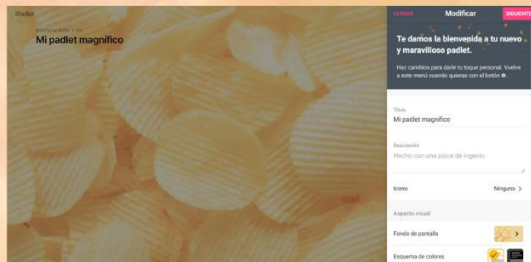 Padlet
Mi padlet magnífico
CERRAR
Modificar
SIGUIENTE
Te damos la bienvenida a tu nuevo
y maravilloso padlet.
Haz cambios para darle tu toque personal. Vuelve
a este menú cuando quieras con el botón
Título
Mi padlet magnífico
Descripción
Hecho con una pizca de ingenio
Icono
Ninguno >
Aspecto visual
Fondo de pantalla
Esquema de colores